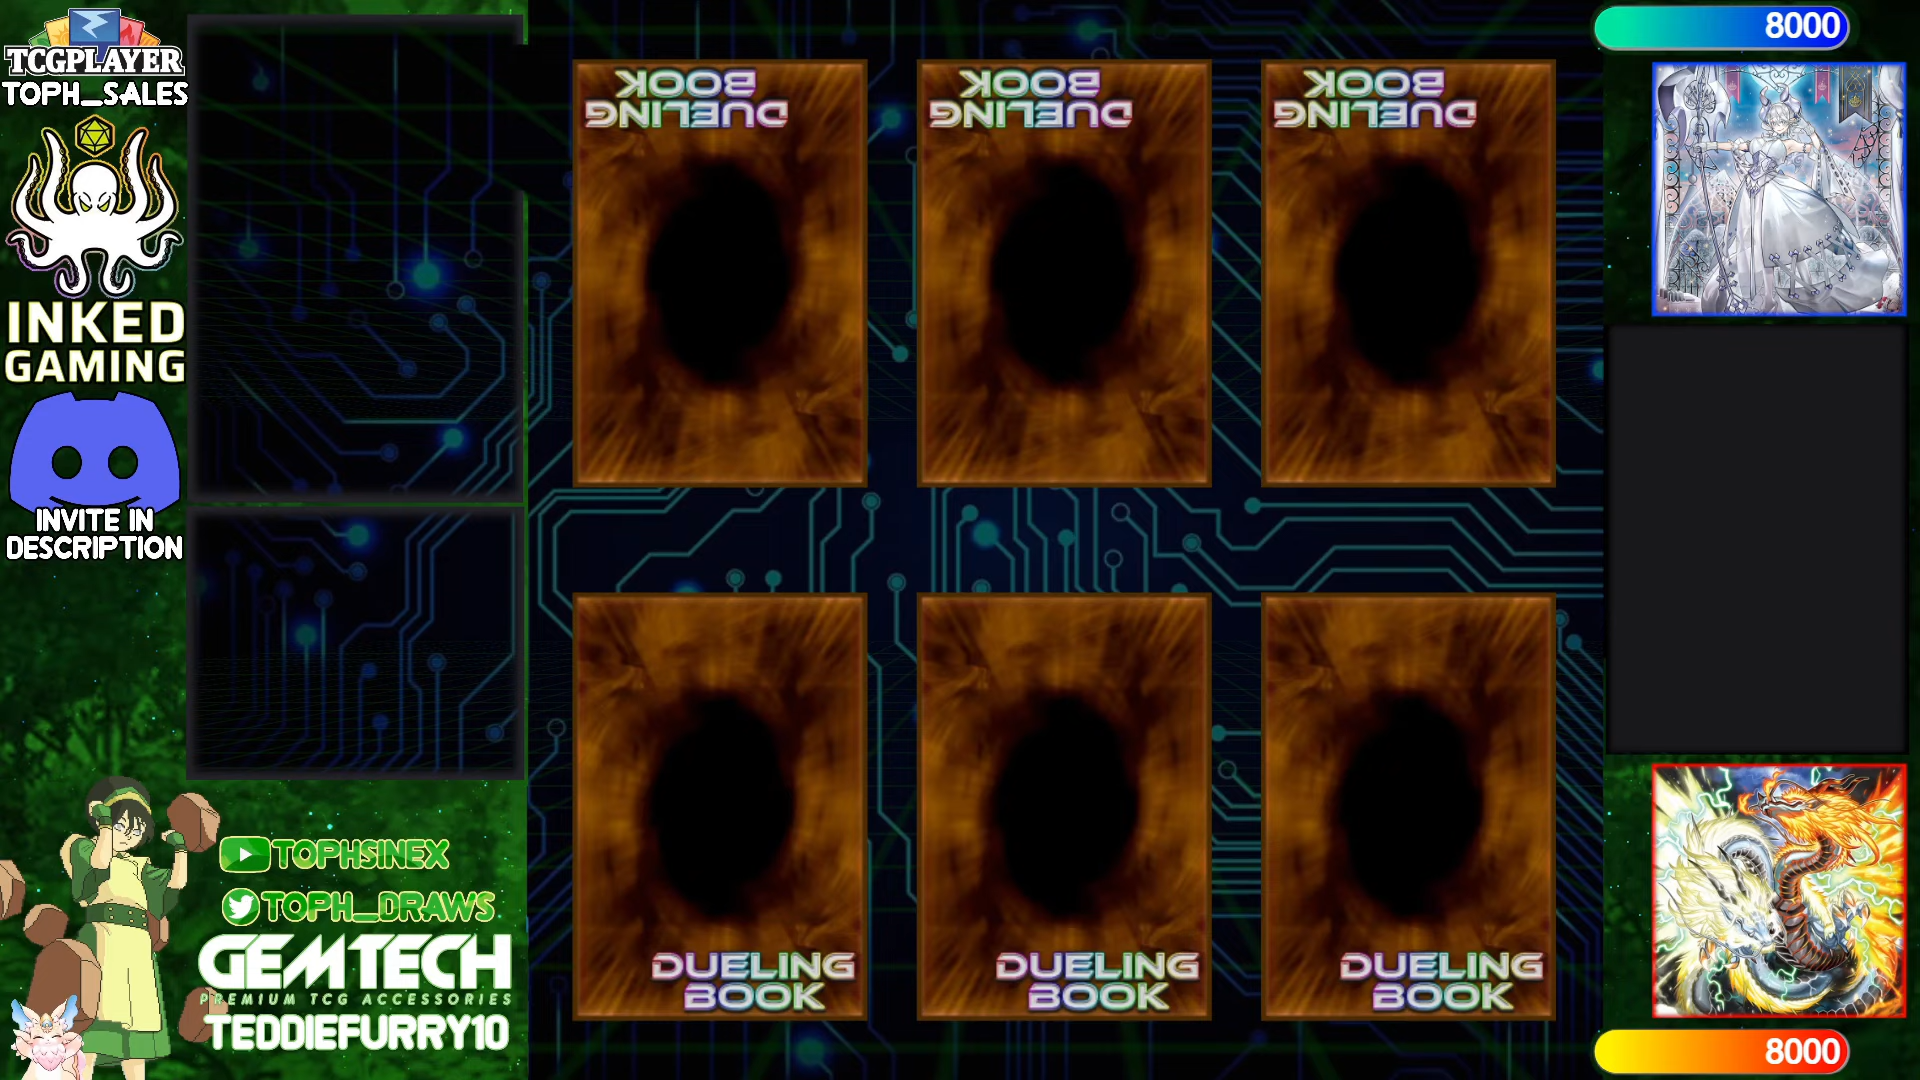 TCGPLAYER
TOPH_SALES
INKED
GAMING
INVITE IN
DESCRIPTION
TOPHSINEX
TOPH_DRAWS
GEMTECH
PREMIUM TCG ACCESSORIES
TEDDIEFURRY10
DUELING
BOOK
DUELING
BOOK
DUELING
BOOK
DUELING
BOOK
DUELING
BOOK
DUELING
BOOK
8000
8000